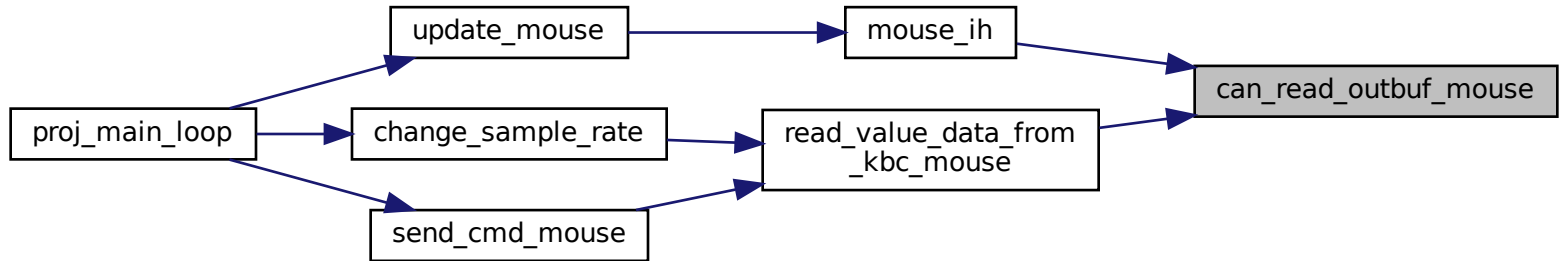 update_mouse
mouse_ih
can_read_outbuf_mouse
proj_main_loop
change_sample_rate
read_value_data_from
_kbc_mouse
send_cmd_mouse